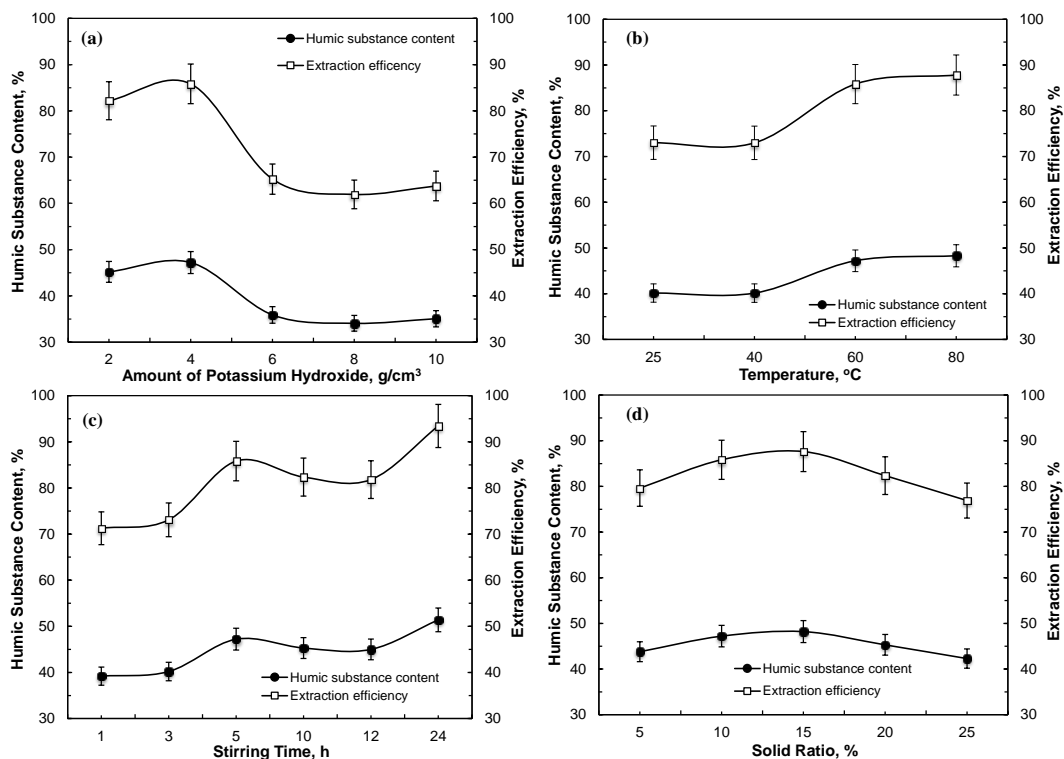 (a)
Humic substance content
Extraction efficency
Humic Substance Content, %
100
90
80
70
60
50
40
30
100
90
80
70
60
50
40
30
Extraction Efficiency, %
2 4 6 8 10
Amount of Potassium Hydroxide, g/cm³
(b)
Humic substance content
Extraction efficiency
Humic Substance Content, %
100
90
80
70
60
50
40
30
100
90
80
70
60
50
40
30
Extraction Efficiency, %
25 40 60 80
Temperature, ºC
(c)
Humic substance content
Extraction efficiency
Humic Substance Content, %
100
90
80
70
60
50
40
30
100
90
80
70
60
50
40
30
Extraction Efficiency, %
1 3 5 10 12 24
Stirring Time, h
(d)
Humic substance content
Extraction efficiency
Humic Substance Content, %
100
90
80
70
60
50
40
30
100
90
80
70
60
50
40
30
Extraction Efficiency, %
5 10 15 20 25
Solid Ratio, %